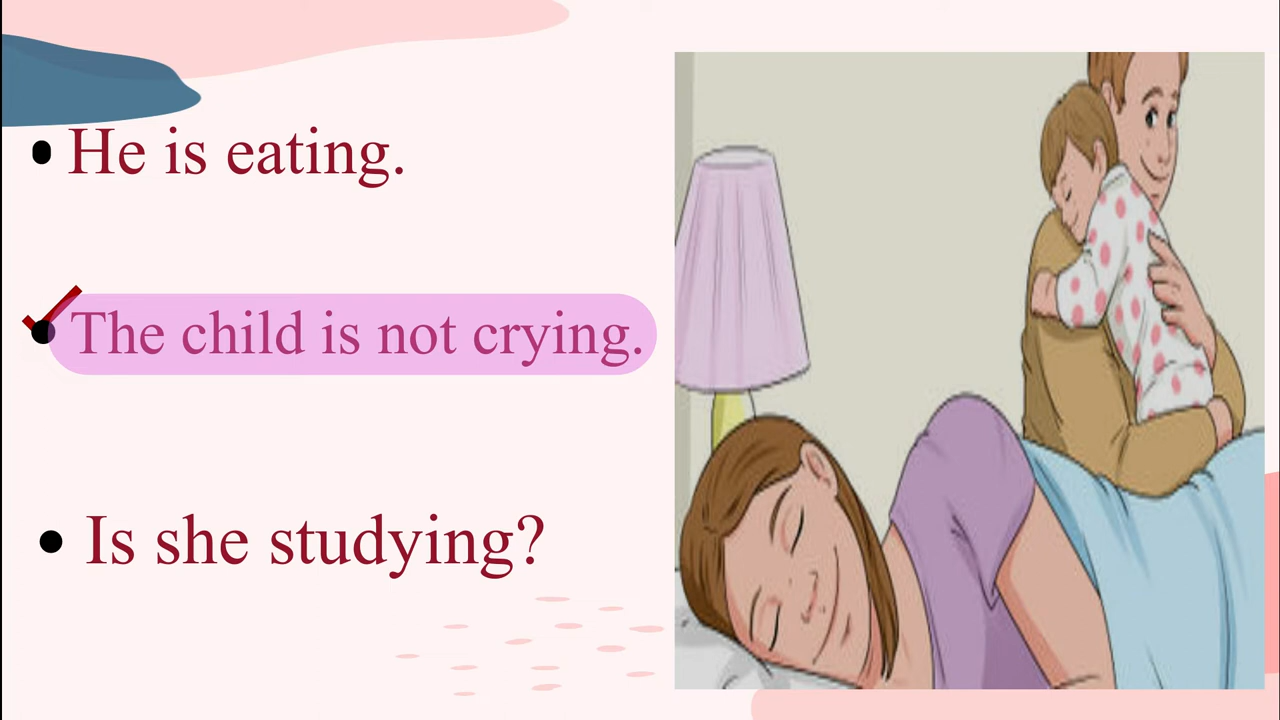 • He is eating.
• The child is not crying.
• Is she studying?